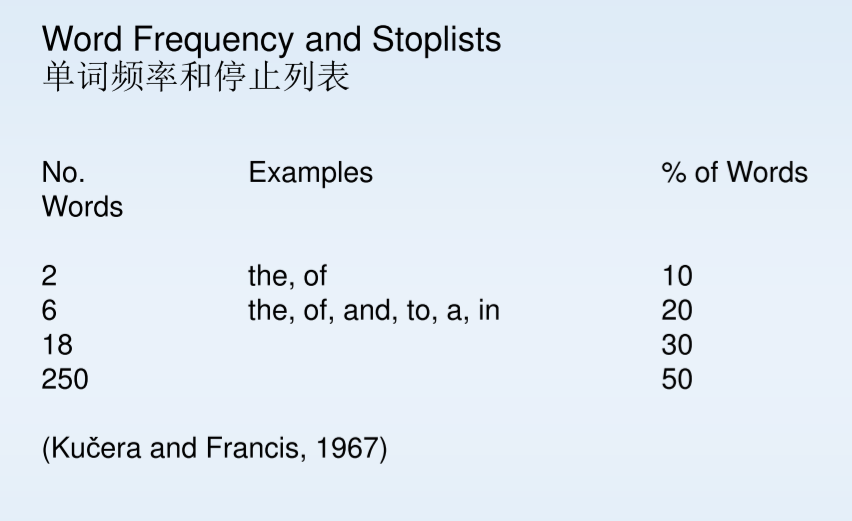 Word Frequency and Stoplists
单词频率和停止列表
No. Examples % of Words
Words
2 the, of 10
6 the, of, and, to, a, in 20
18 30
250 50
(Kučera and Francis, 1967)